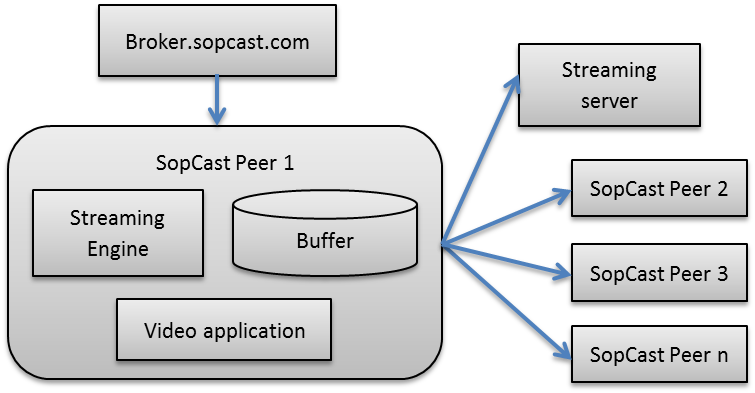 Broker.sopcast.com
Streaming
server
SopCast Peer 1
Streaming
Engine
Buffer
Video application
SopCast Peer 2
SopCast Peer 3
SopCast Peer n